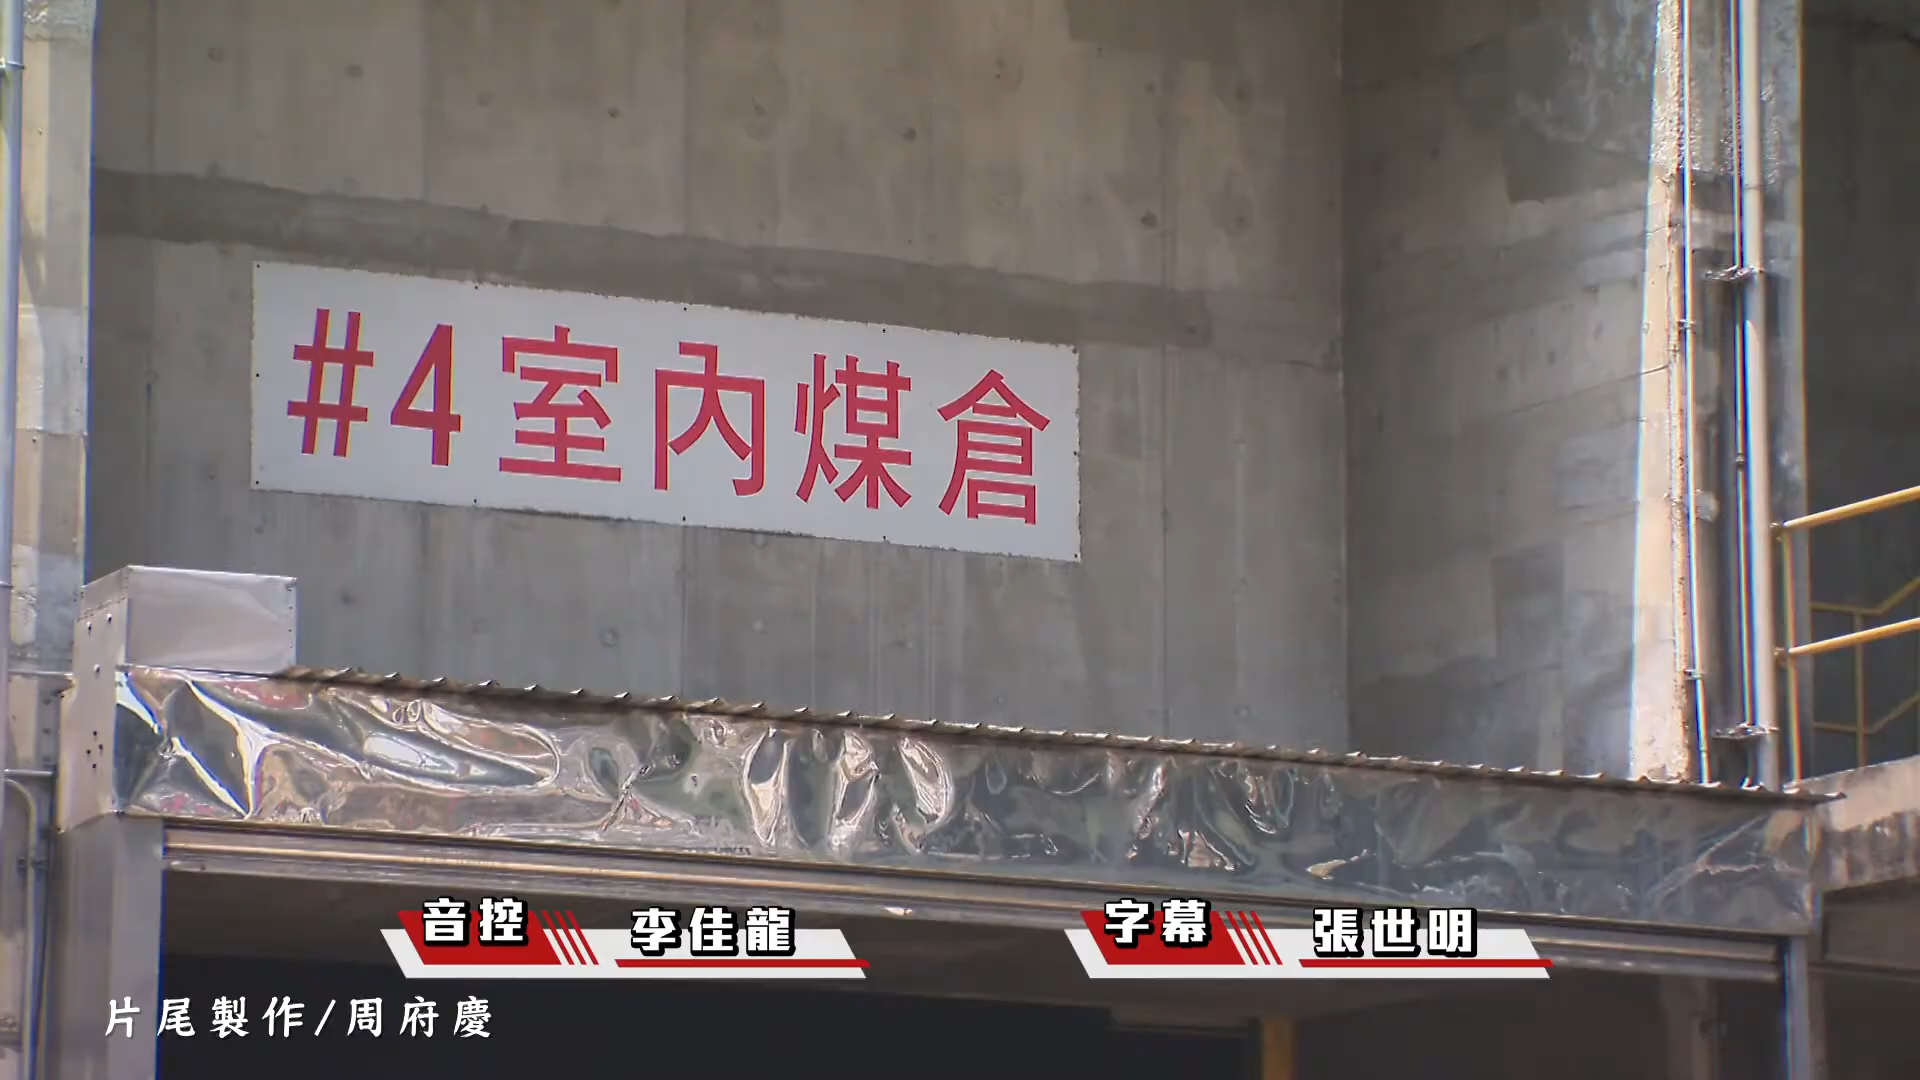 #4室內煤倉
音控 李佳龍
字幕 張世明
片尾製作/周府慶